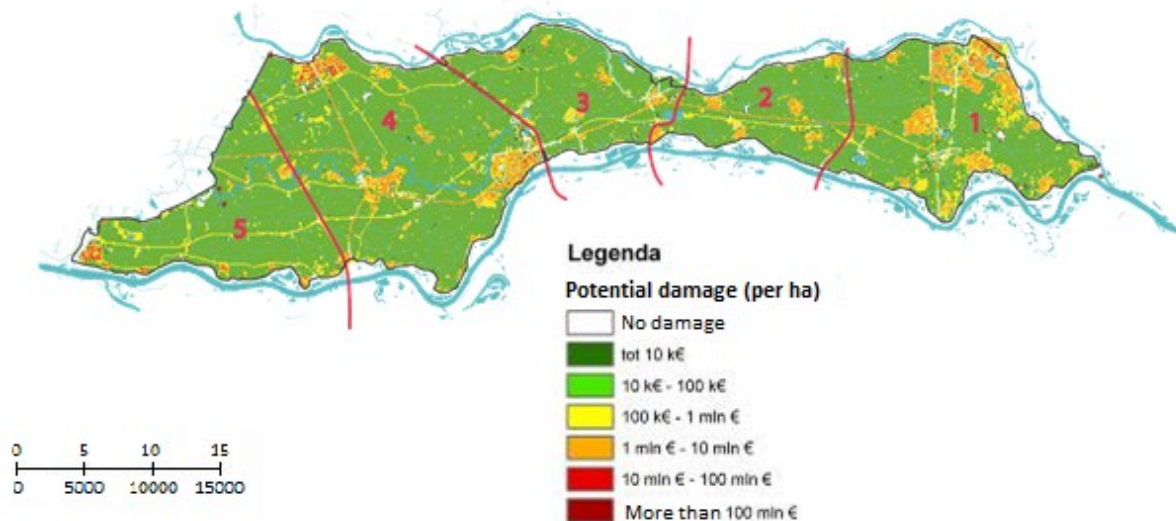 1
2
3
4
5
Legenda
Potential damage (per ha)
No damage
tot 10 k€
10 k€ - 100 k€
100 k€ - 1 mln €
1 mln € - 10 mln €
10 mln € - 100 mln €
More than 100 mln €
0 5 10 15
0 5000 10000 15000